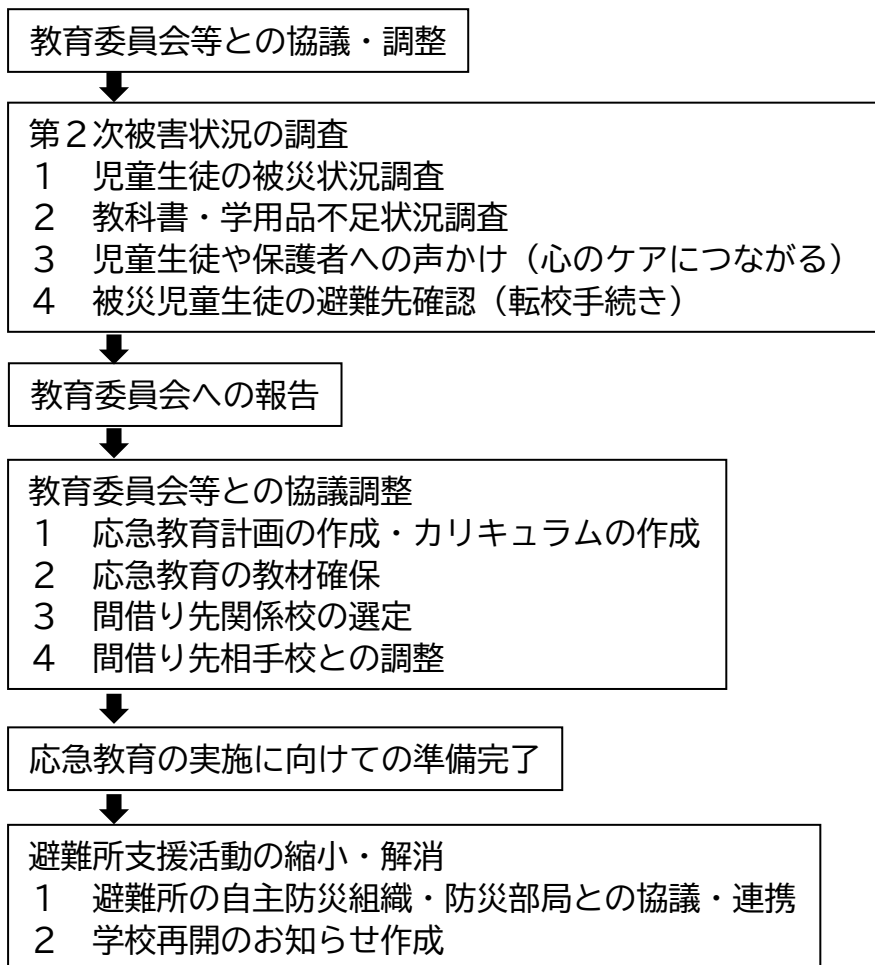 教育委員会等との協議・調整
第２次被害状況の調査
１　児童生徒の被災状況調査
２　教科書・学用品不足状況調査
３　児童生徒や保護者への声かけ（心のケアにつながる）
４　被災児童生徒の避難先確認（転校手続き）
教育委員会への報告
教育委員会等との協議調整
１　応急教育計画の作成・カリキュラムの作成
２　応急教育の教材確保
３　間借り先関係校の選定
４　間借り先相手校との調整
応急教育の実施に向けての準備完了
避難所支援活動の縮小・解消
１　避難所の自主防災組織・防災部局との協議・連携
２　学校再開のお知らせ作成